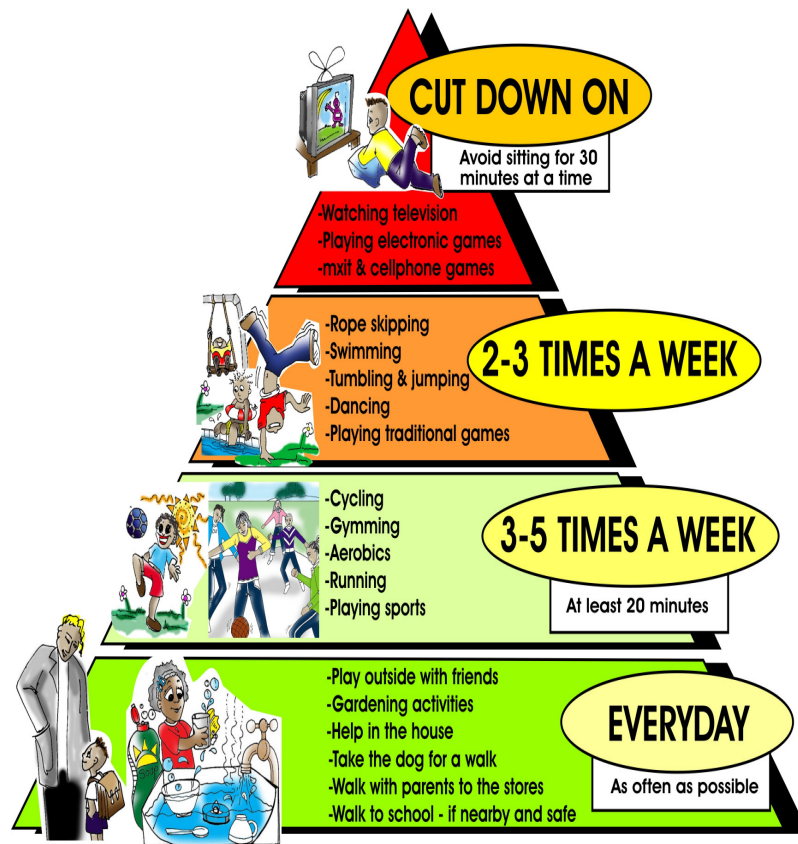 CUT DOWN ON
Avoid sitting for 30
minutes at a time
-Watching television
-Playing electronic games
-mxit & cellphone games
-Rope skipping
-Swimming
-Tumbling & jumping
-Dancing
-Playing traditional games
2-3 TIMES A WEEK
-Cycling
-Gymming
-Aerobics
-Running
-Playing sports
3-5 TIMES A WEEK
At least 20 minutes
-Play outside with friends
-Gardening activities
-Help in the house
-Take the dog for a walk
-Walk with parents to the stores
-Walk to school - if nearby and safe
EVERYDAY
As often as possible